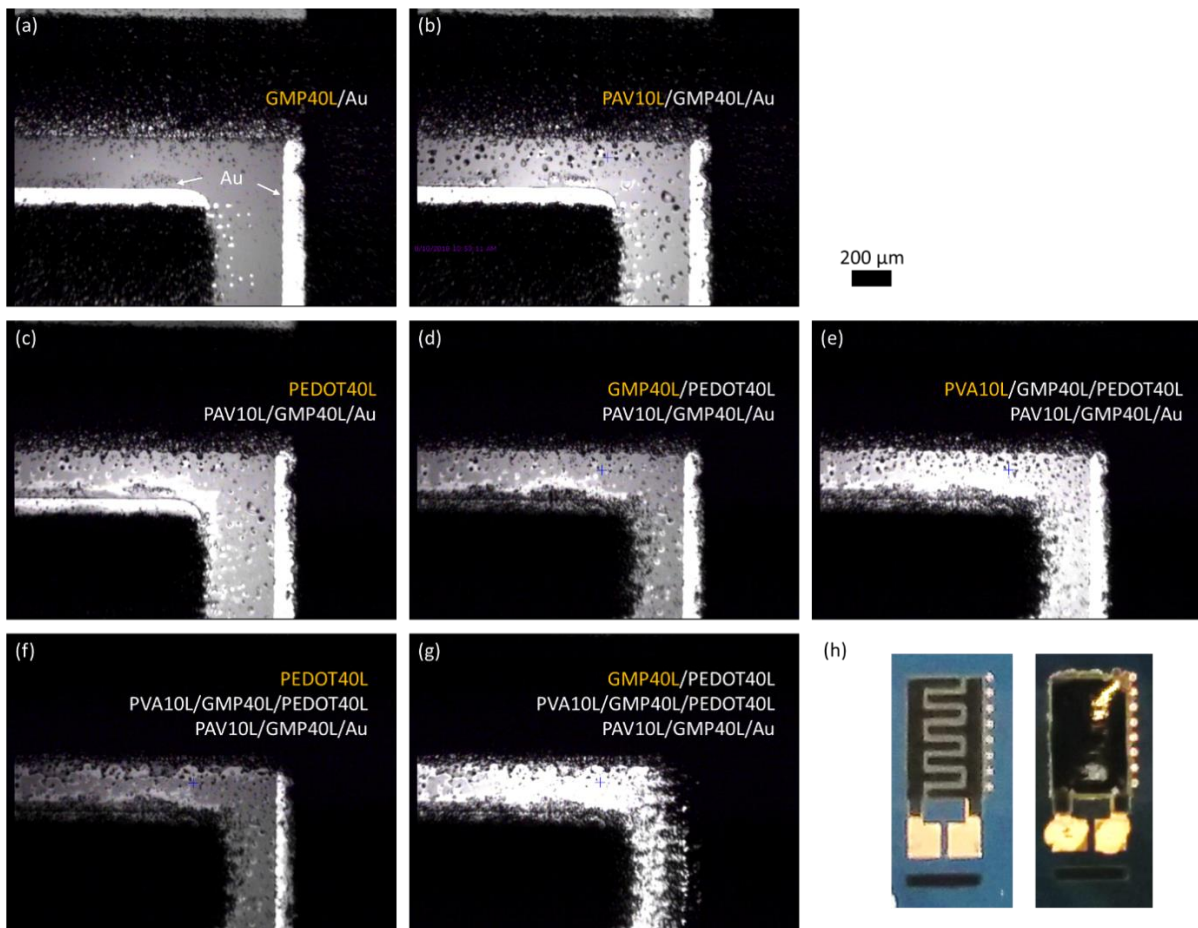 (a)
GMP40L/Au
Au
(b)
PAV10L/GMP40L/Au
200 µm
(c)
PEDOT40L
PAV10L/GMP40L/Au
(d)
GMP40L/PEDOT40L
PAV10L/GMP40L/Au
(e)
PVA10L/GMP40L/PEDOT40L
PAV10L/GMP40L/Au
(f)
PEDOT40L
PVA10L/GMP40L/PEDOT40L
PAV10L/GMP40L/Au
(g)
GMP40L/PEDOT40L
PVA10L/GMP40L/PEDOT40L
PAV10L/GMP40L/Au
(h)